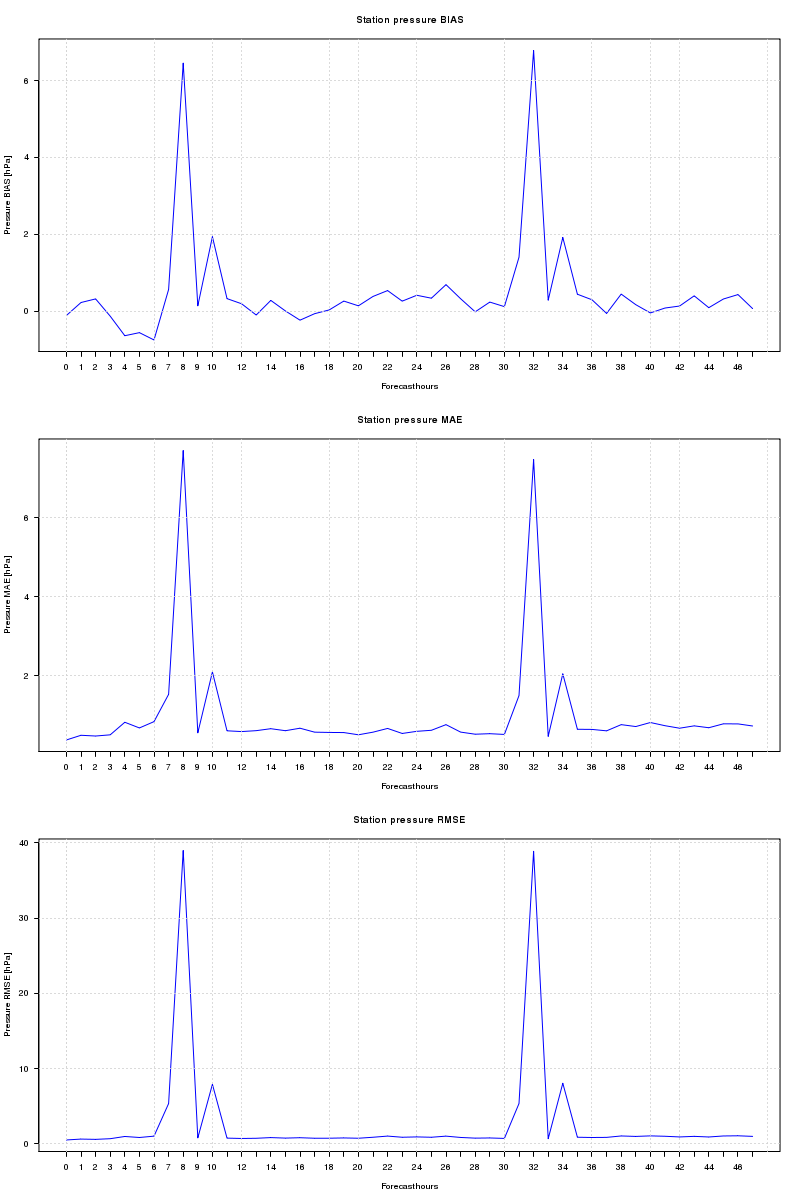 Station pressure BIAS
Pressure BIAS [hPa]
6
4
2
0
0 1 2 3 4 5 6 7 8 9 10 12 14 16 18 20 22 24 26 28 30 32 34 36 38 40 42 44 46
Forecasthours
Station pressure MAE
Pressure MAE [hPa]
6
4
2
0 1 2 3 4 5 6 7 8 9 10 12 14 16 18 20 22 24 26 28 30 32 34 36 38 40 42 44 46
Forecasthours
Station pressure RMSE
Pressure RMSE [hPa]
40
30
20
10
0
0 1 2 3 4 5 6 7 8 9 10 12 14 16 18 20 22 24 26 28 30 32 34 36 38 40 42 44 46
Forecasthours